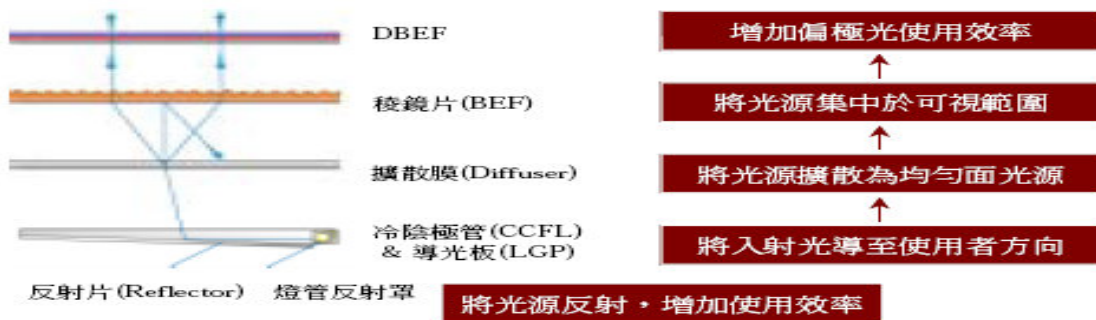 DBEF
增加偏極光使用效率
稜鏡片(BEF)
將光源集中於可視範圍
擴散膜(Diffuser)
將光源擴散為均勻面光源
冷陰極管(CCFL)
& 導光板(LGP)
將入射光導至使用者方向
反射片(Reflector) 燈管反射罩
將光源反射，增加使用效率